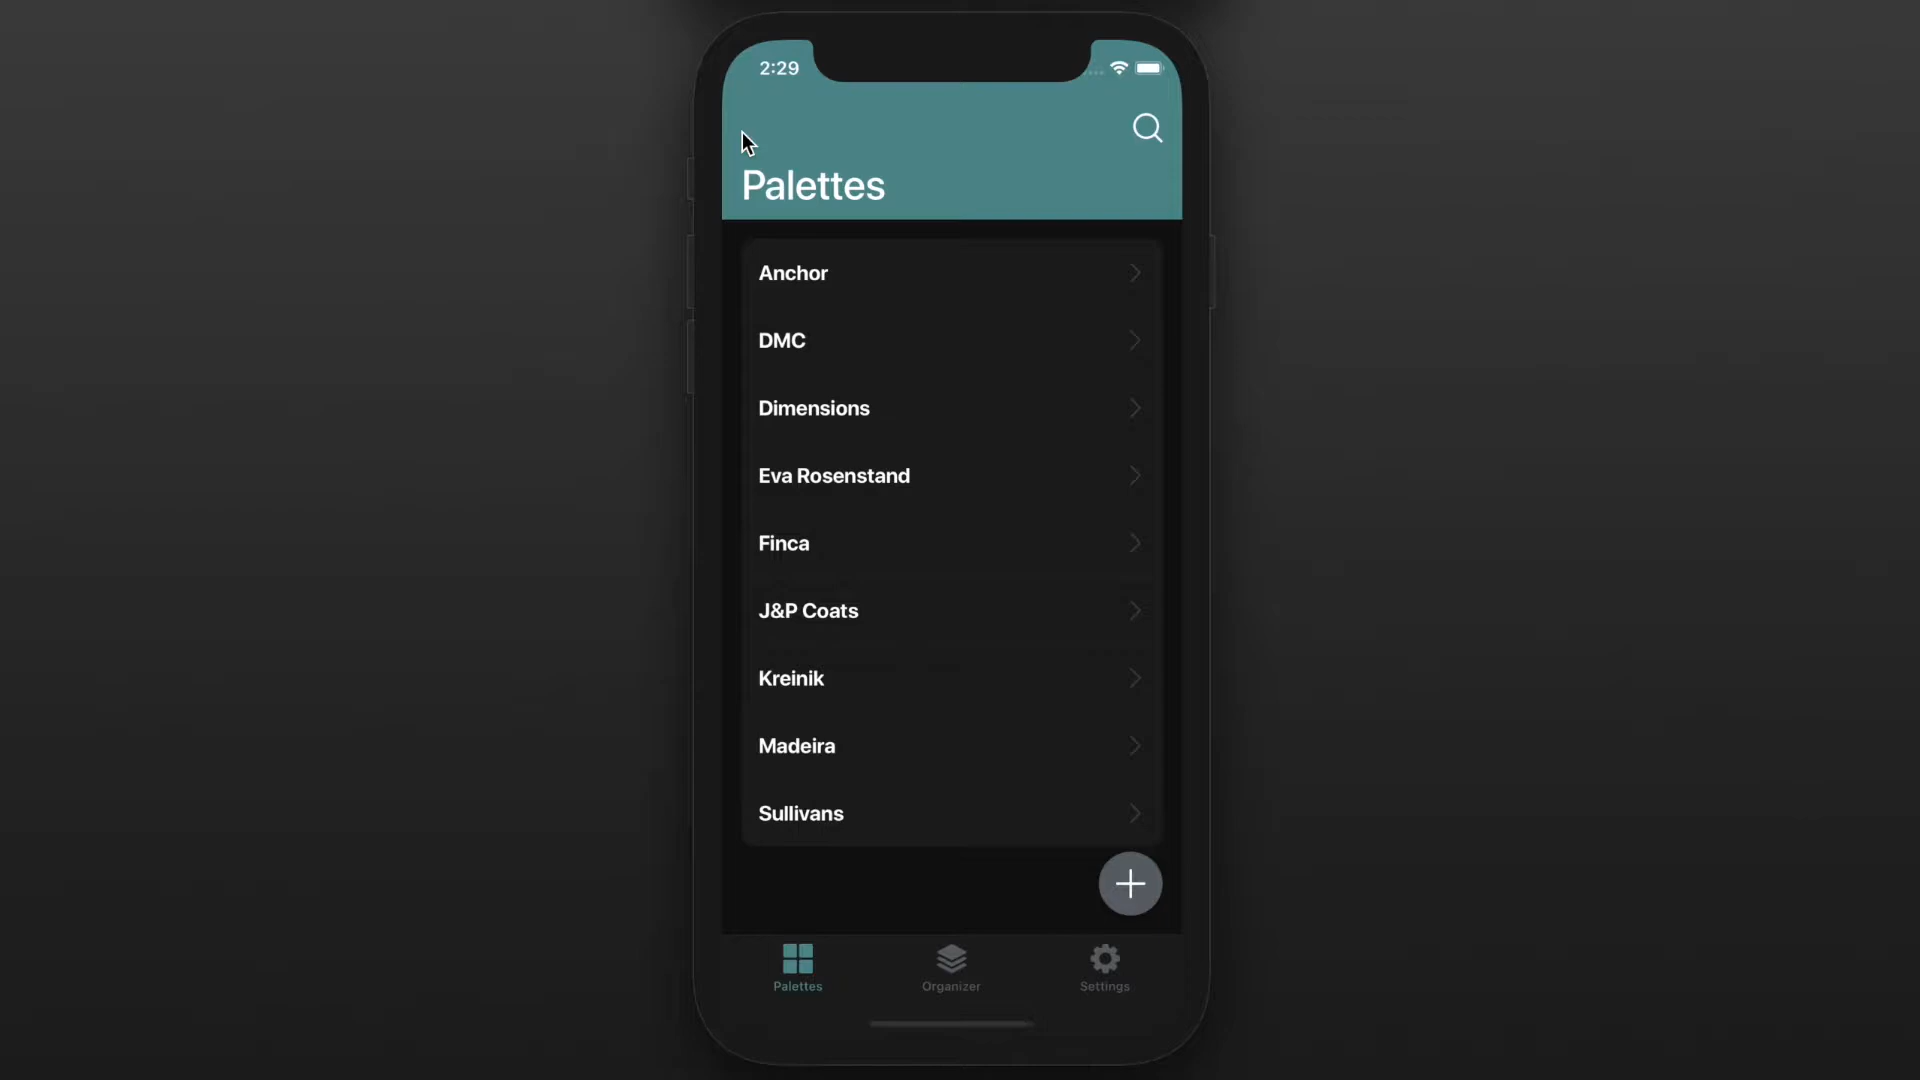 2:29
Palettes
Anchor
DMC
Dimensions
Eva Rosenstand
Finca
J&P Coats
Kreinik
Madeira
Sullivans
Palettes
Organizer
Settings